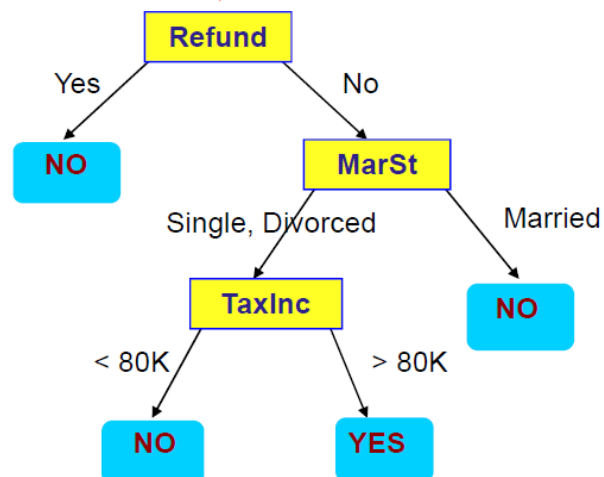 Refund
Yes
No
NO
MarSt
Single, Divorced
Married
TaxInc
NO
< 80K
> 80K
NO
YES